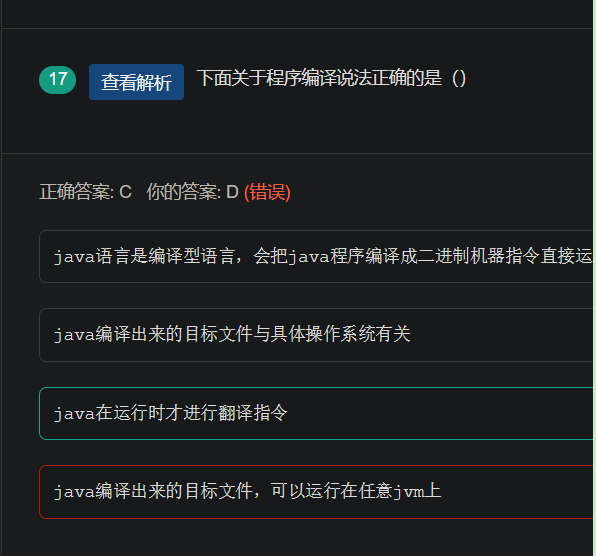 17 查看解析 下面关于程序编译说法正确的是（）
正确答案: C 你的答案: D (错误)
java语言是编译型语言，会把java程序编译成二进制机器指令直接运
java编译出来的目标文件与具体操作系统有关
java在运行时才进行翻译指令
java编译出来的目标文件，可以运行在任意jvm上